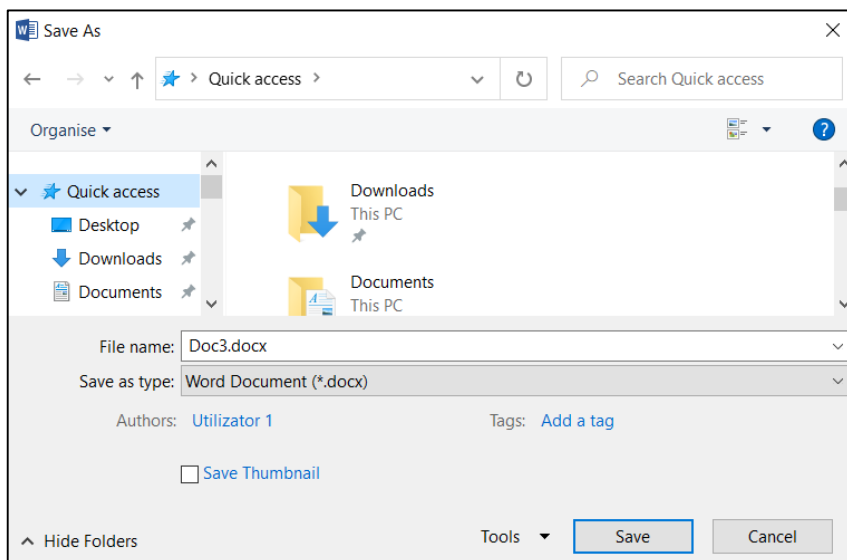 Save As
Quick access
Search Quick access
Organise
Quick access
Desktop
Downloads
Documents
Downloads
This PC
Documents
This PC
File name: Doc3.docx
Save as type: Word Document (*.docx)
Authors: Utilizator 1 Tags: Add a tag
Save Thumbnail
Hide Folders Tools Save Cancel